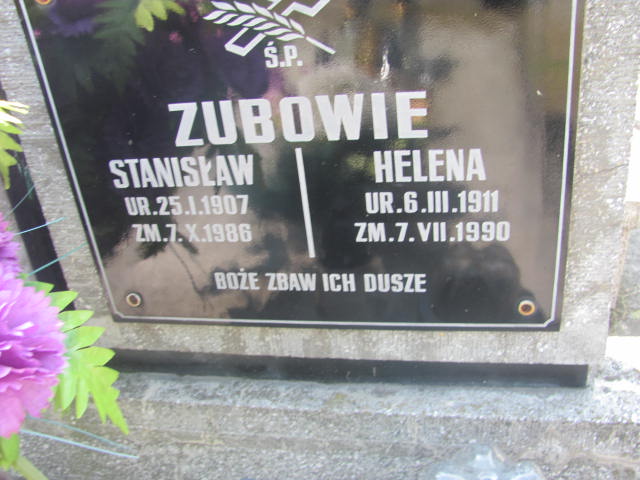 Ś.P.
ZUBOWIE
STANISŁAW
UR.25.I.1907
ZM.7.X.1986
HELENA
UR.6.III.1911
ZM.7.VII.1990
BOŻE ZBAW ICH DUSZE